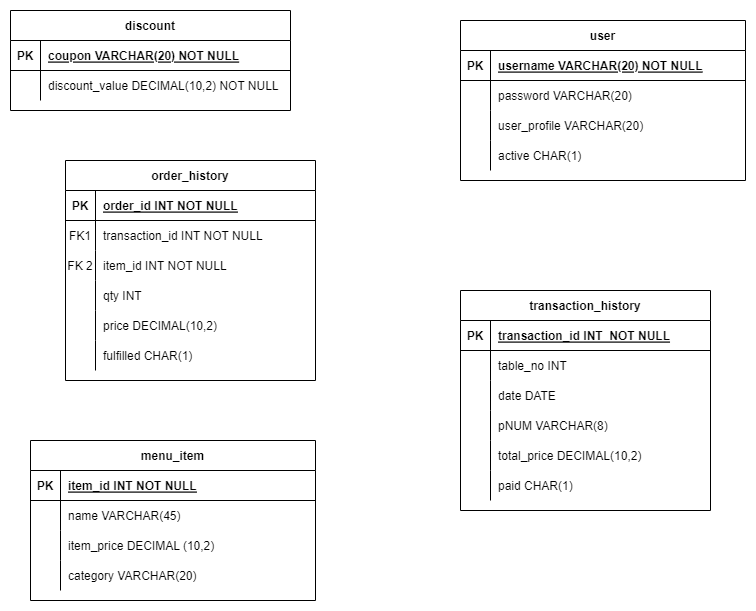 discount
PK coupon VARCHAR(20) NOT NULL
discount_value DECIMAL(10,2) NOT NULL
user
PK username VARCHAR(20) NOT NULL
password VARCHAR(20)
user_profile VARCHAR(20)
active CHAR(1)
order_history
PK order_id INT NOT NULL
FK1 transaction_id INT NOT NULL
FK 2 item_id INT NOT NULL
qty INT
price DECIMAL(10,2)
fulfilled CHAR(1)
transaction_history
PK transaction_id INT NOT NULL
table_no INT
date DATE
pNUM VARCHAR(8)
total_price DECIMAL(10,2)
paid CHAR(1)
menu_item
PK item_id INT NOT NULL
name VARCHAR(45)
item_price DECIMAL (10,2)
category VARCHAR(20)